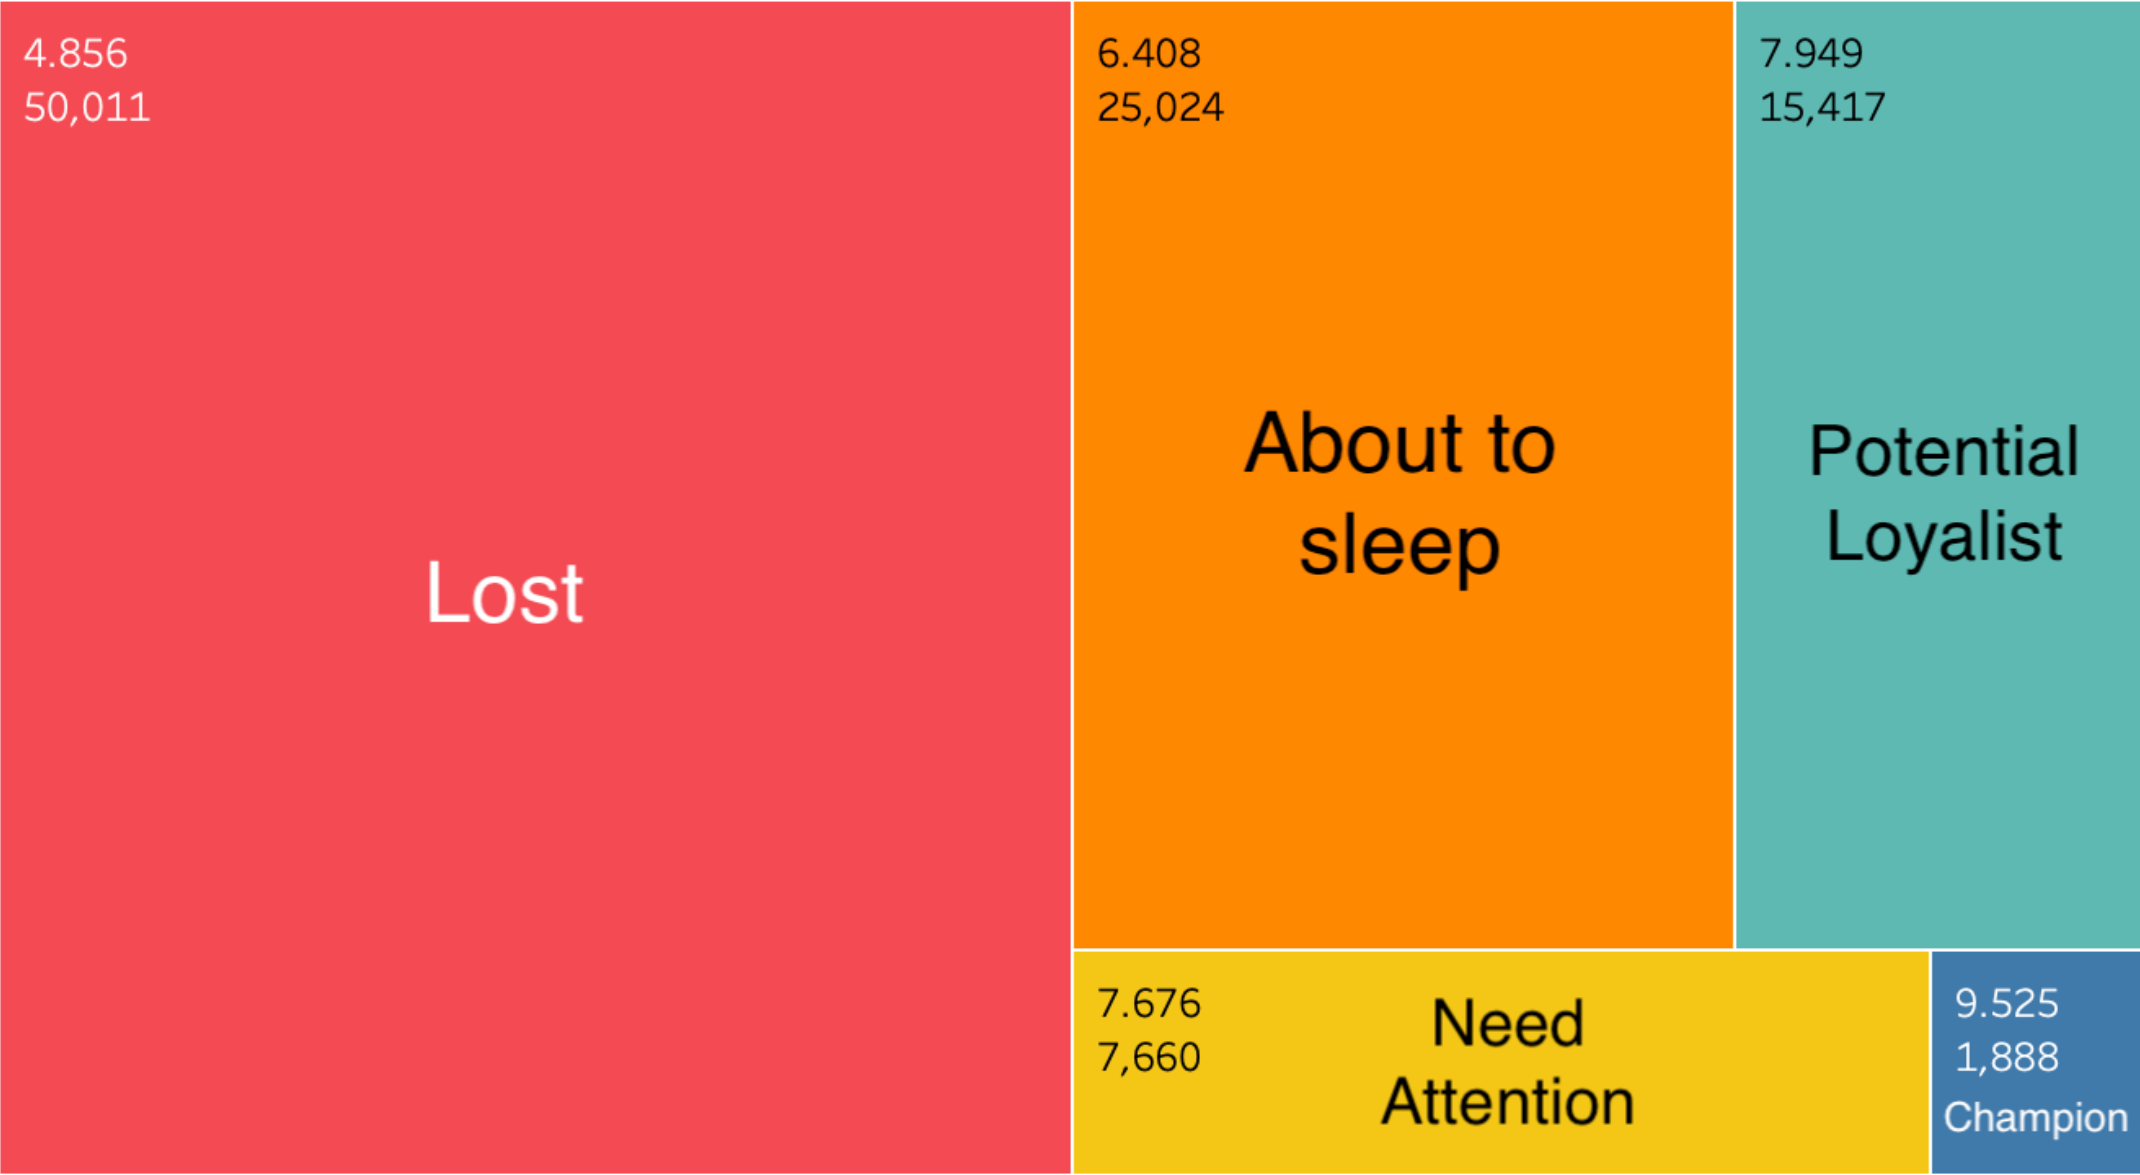 4.856
50,011
Lost
6.408
25,024
About to
sleep
7.949
15,417
Potential
Loyalist
7.676
7,660
Need
Attention
9.525
1,888
Champion